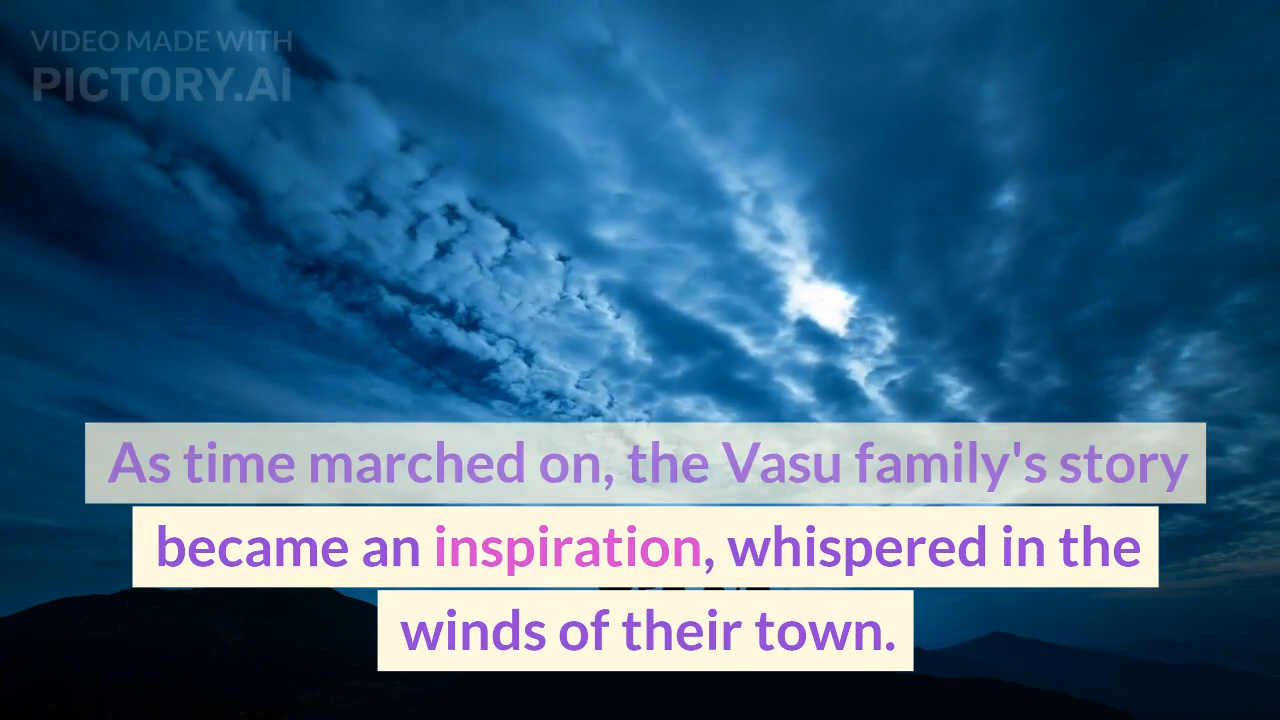 VIDEO MADE WITH
PICTORY.AI
As time marched on, the Vasu family's story
became an inspiration, whispered in the
winds of their town.